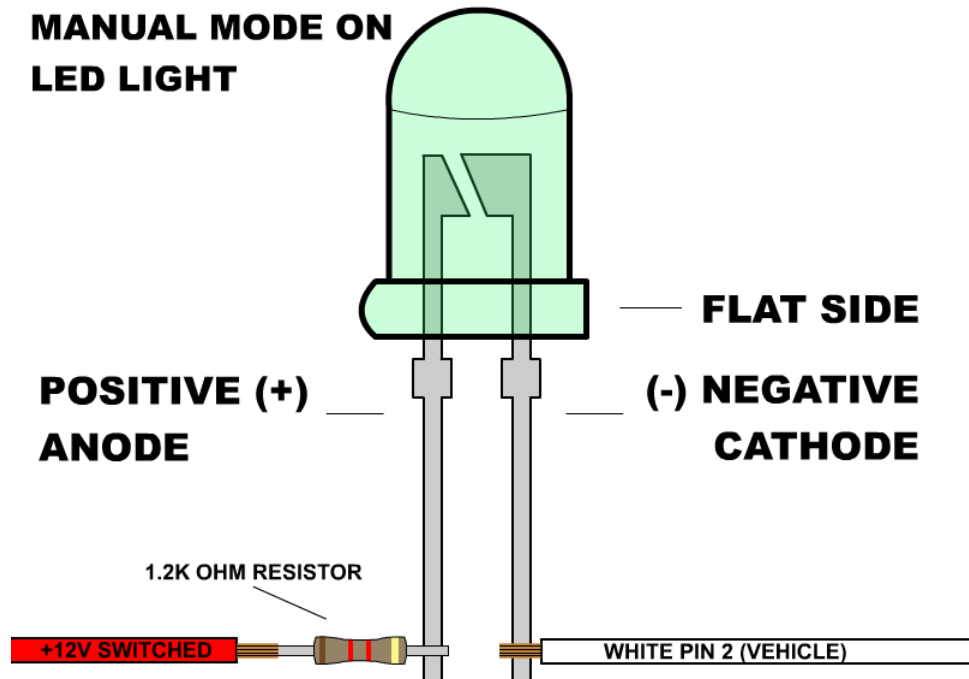 MANUAL MODE ON
LED LIGHT
FLAT SIDE
POSITIVE (+)
ANODE
(-) NEGATIVE
CATHODE
1.2K OHM RESISTOR
+12V SWITCHED
WHITE PIN 2 (VEHICLE)